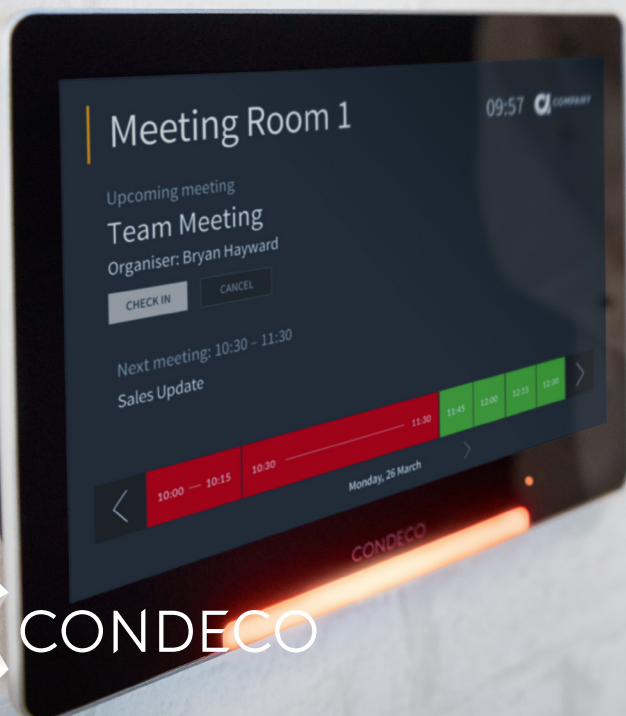 Meeting Room 1
09:57
COMPANY
Upcoming meeting
Team Meeting
Organiser: Bryan Hayward
CHECK IN
CANCEL
Next meeting: 10:30 – 11:30
Sales Update
10:00 — 10:15
10:30 — 11:30
11:45
12:00
12:15
12:30
Monday, 26 March
CONDECO
CONDECO